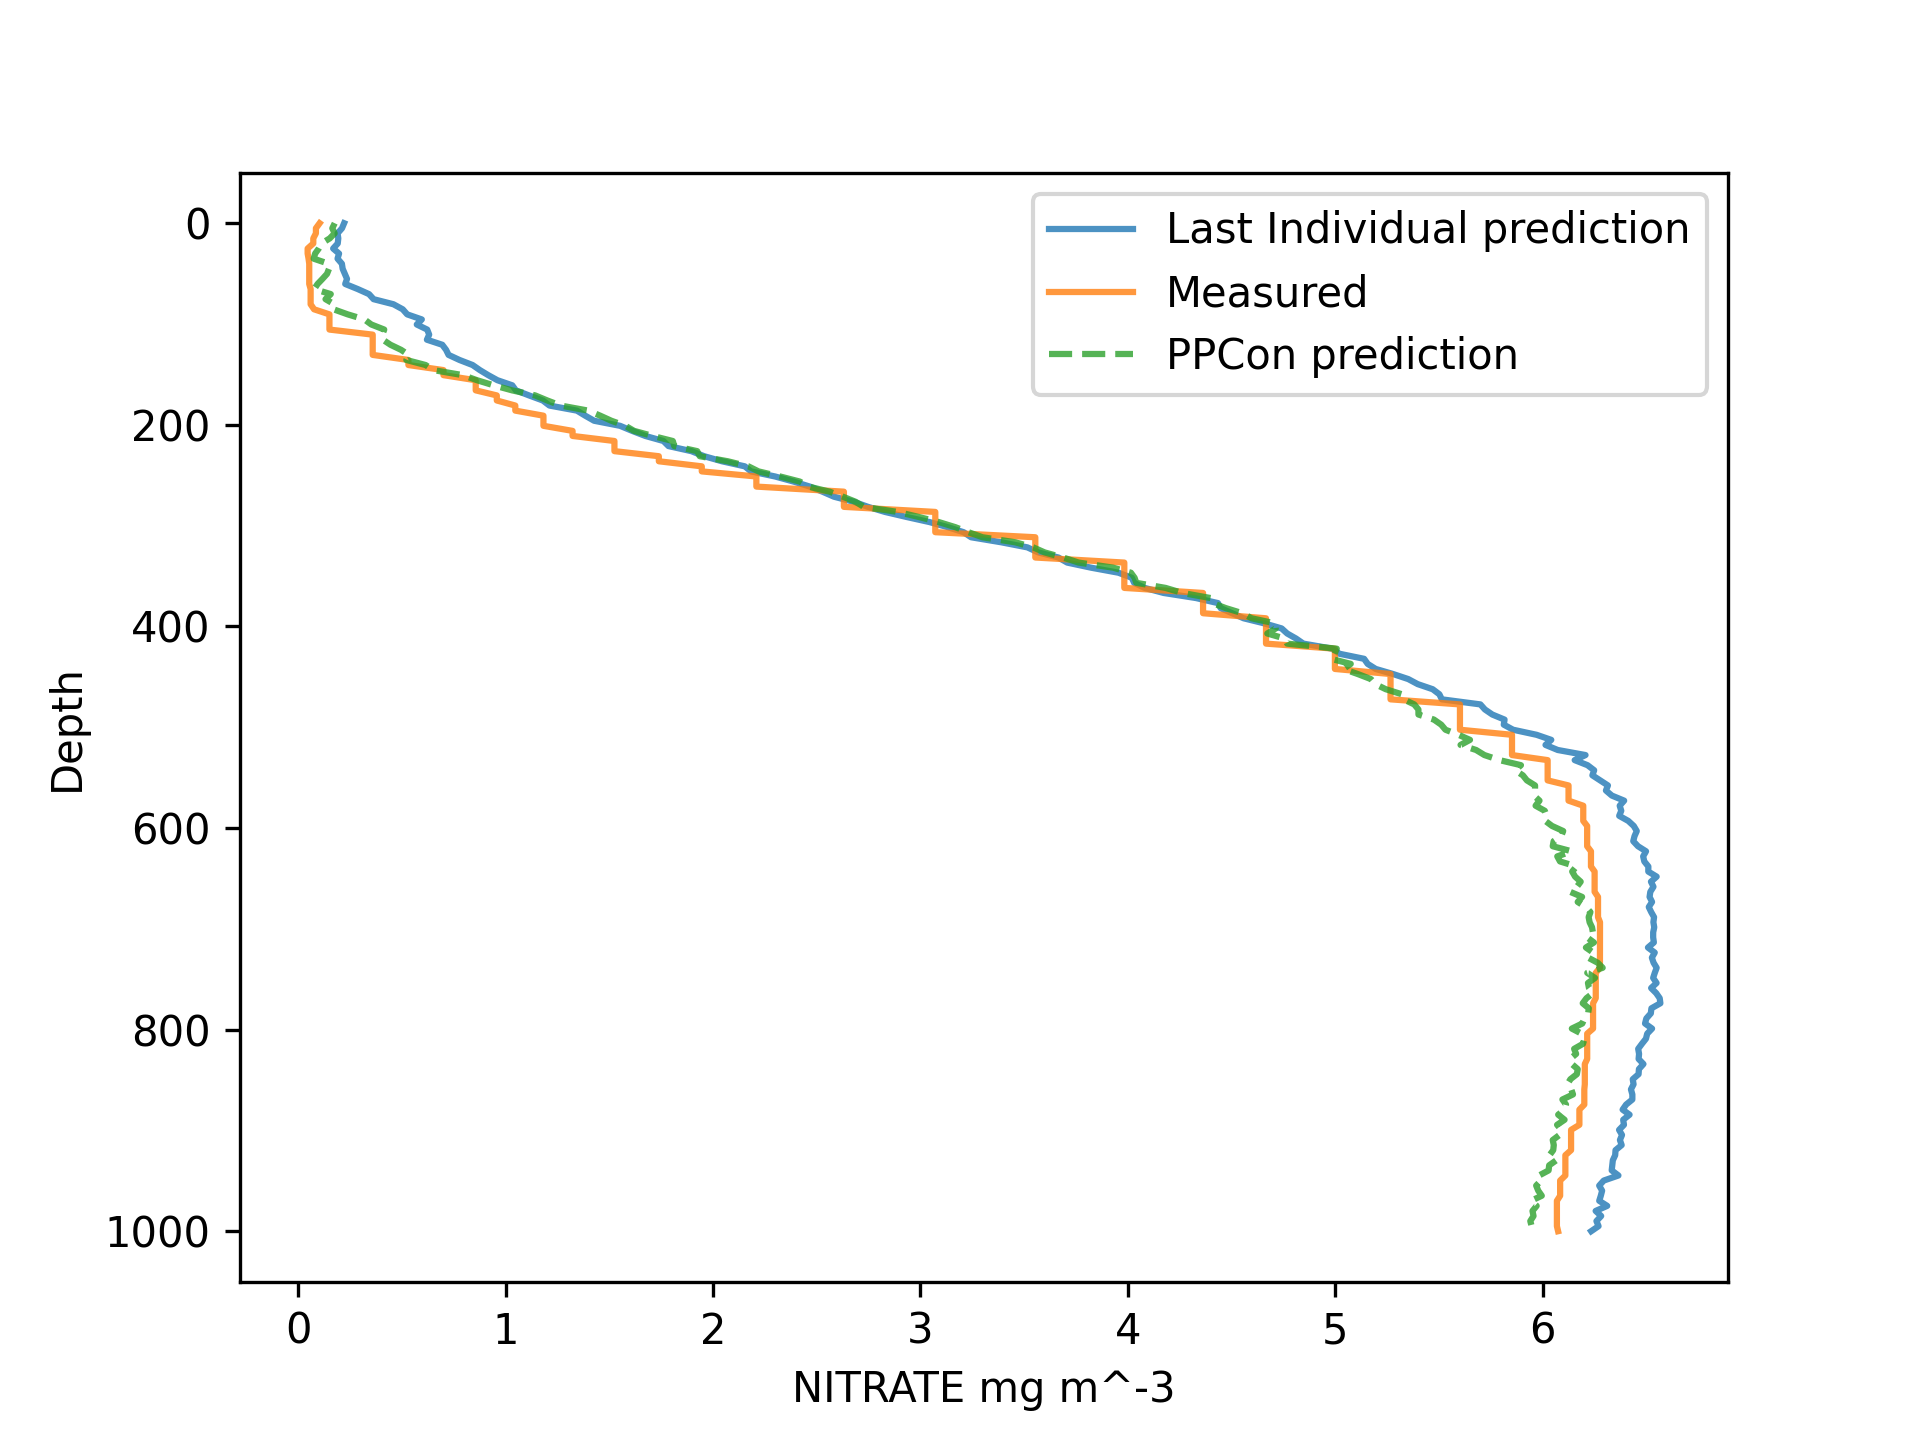 Last Individual prediction
Measured
PPCon prediction
0
200
400
600
800
1000
Depth
0 1 2 3 4 5 6
NITRATE mg m^-3